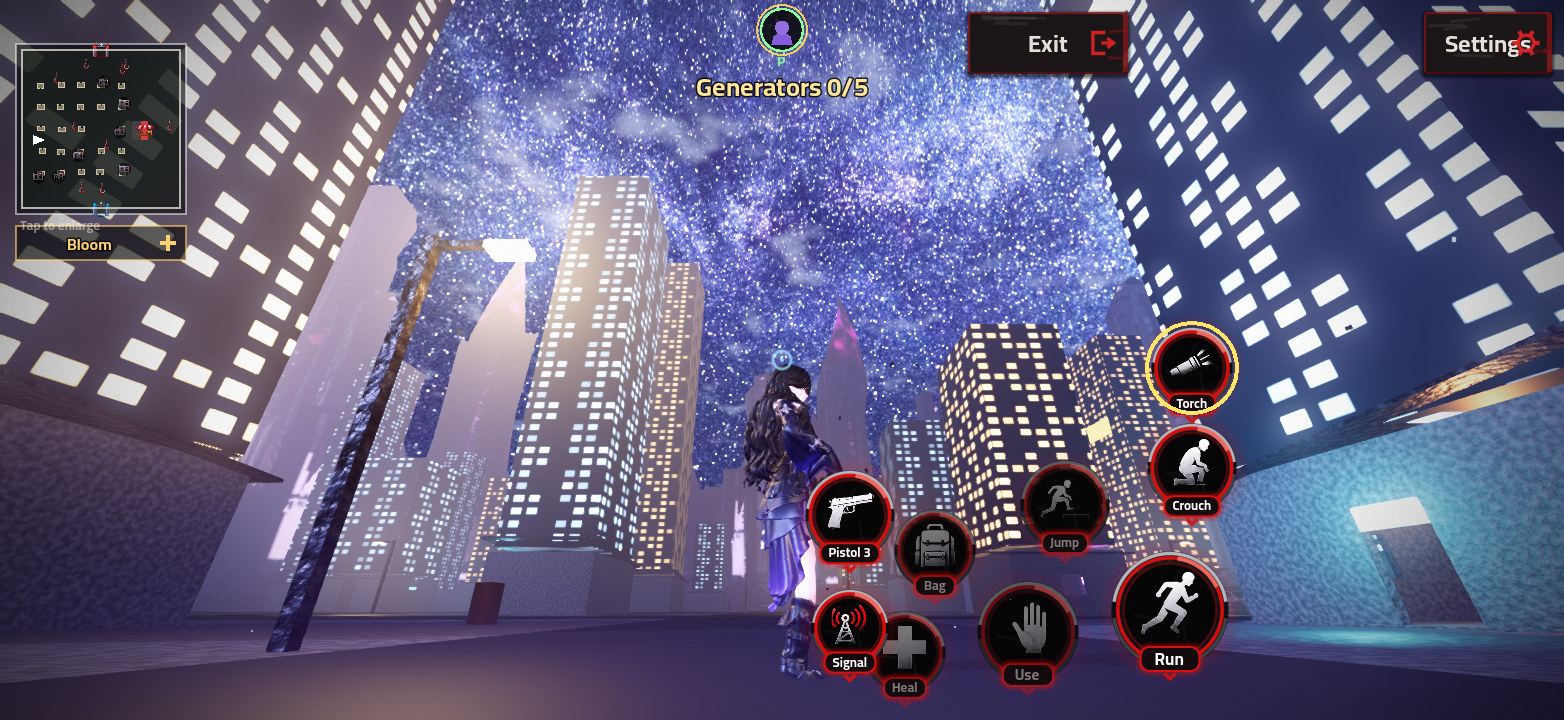 P
Generators 0/5
Exit
Settings
Tap to enlarge
Bloom
Torch
Crouch
Pistol 3
Jump
Bag
Signal
Heal
Use
Run